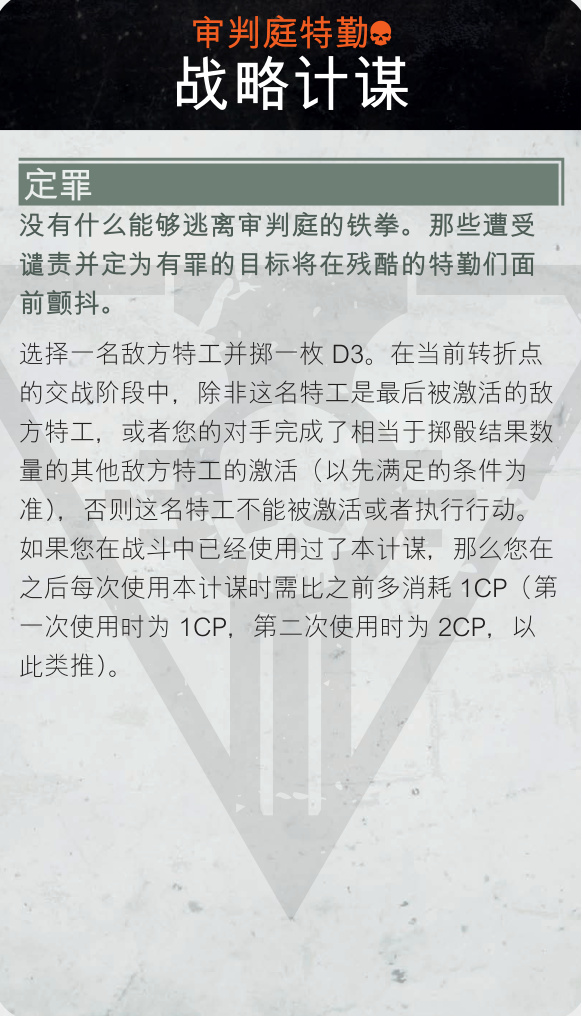 审判庭特勤
战略计谋
定罪
没有什么能够逃离审判庭的铁拳。那些遭受
谴责并定为有罪的目标将在残酷的特勤们面
前颤抖。
选择一名敌方特工并掷一枚 D3。在当前转折点
的交战阶段中，除非这名特工是最后被激活的敌
方特工，或者您的对手完成了相当于掷骰结果数
量的其他敌方特工的激活（以先满足的条件为
准），否则这名特工不能被激活或者执行行动。
如果您在战斗中已经使用过了本计谋，那么您在
之后每次使用本计谋时需比之前多消耗 1CP（第
一次使用时为 1CP，第二次使用时为 2CP，以
此类推）。